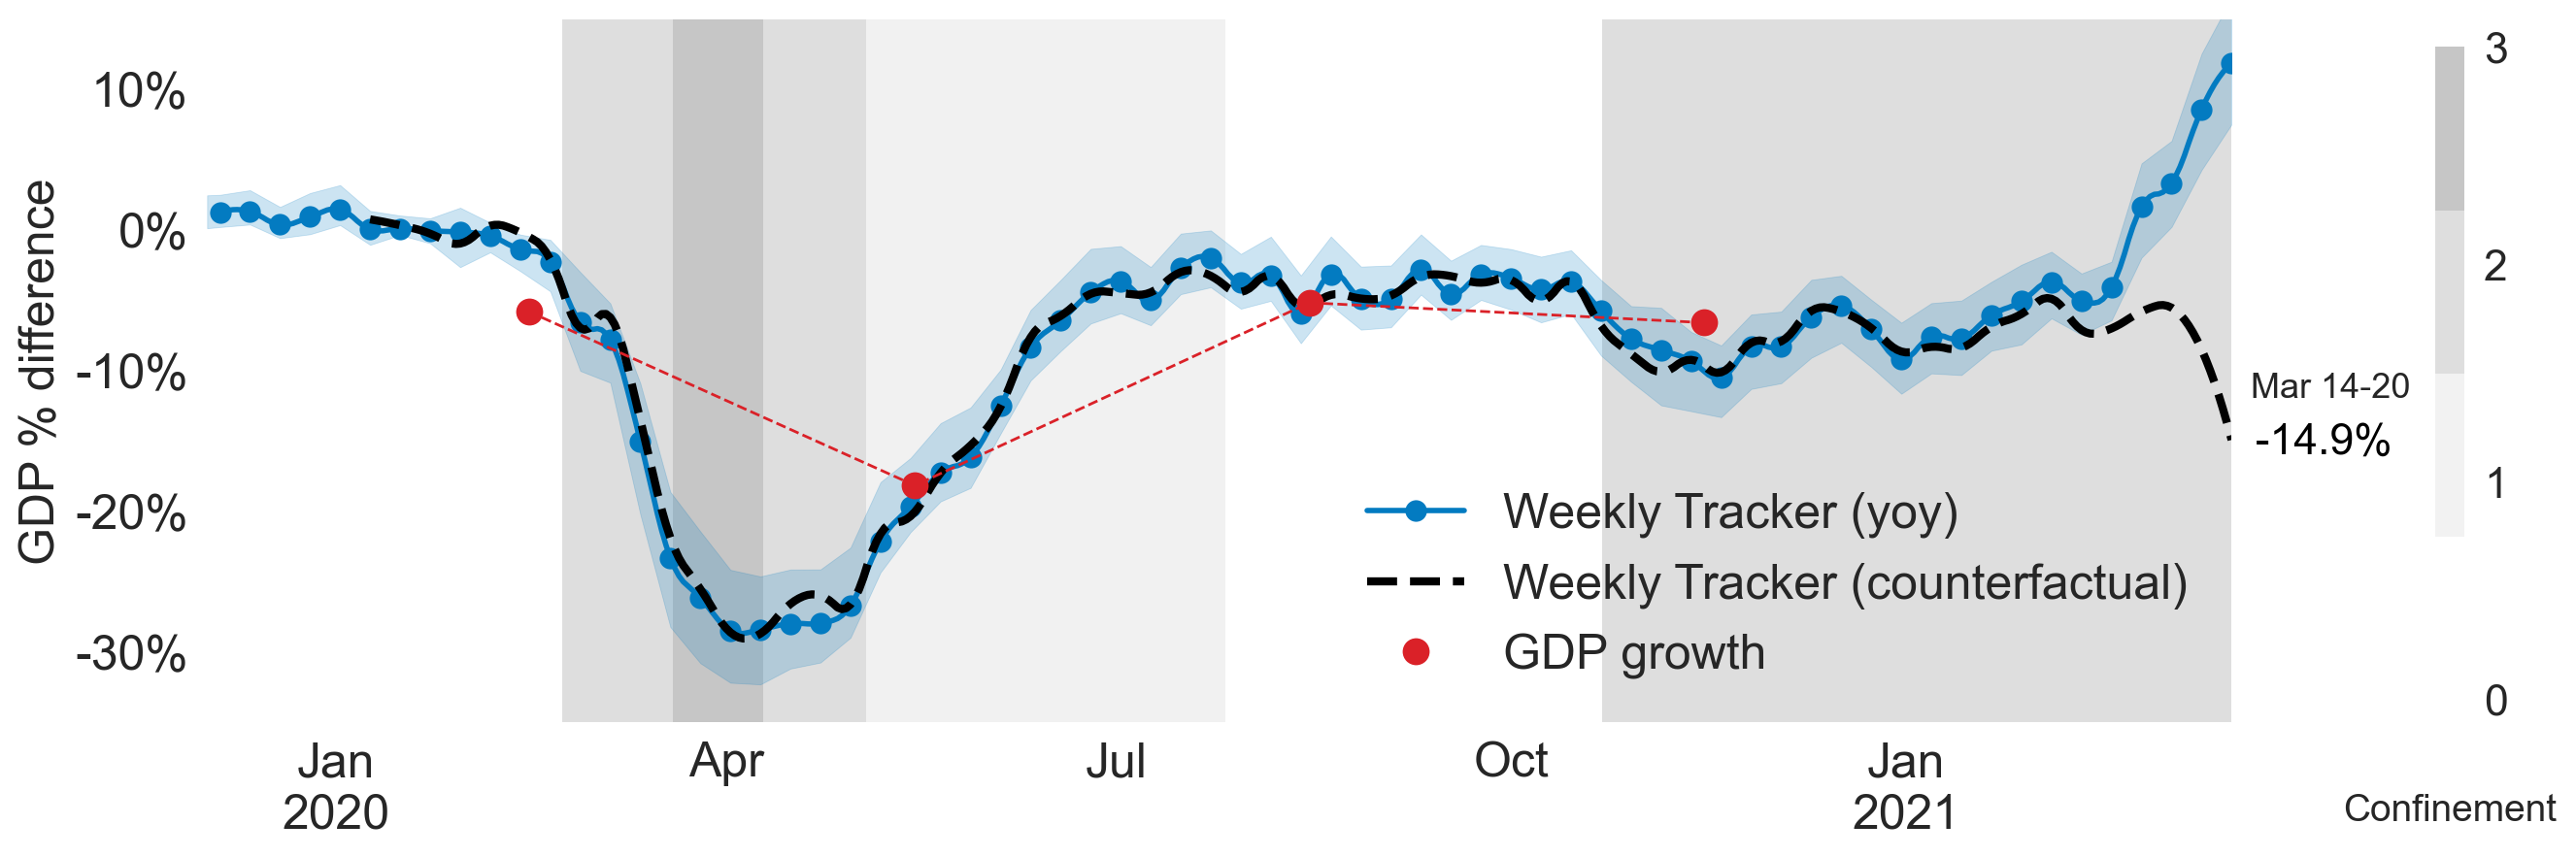 GDP % difference
10%
0%
-10%
-20%
-30%
Jan
2020
Apr
Jul
Oct
Jan
2021
Weekly Tracker (yoy)
Weekly Tracker (counterfactual)
GDP growth
Mar 14-20
-14.9%
3
2
1
0
Confinement